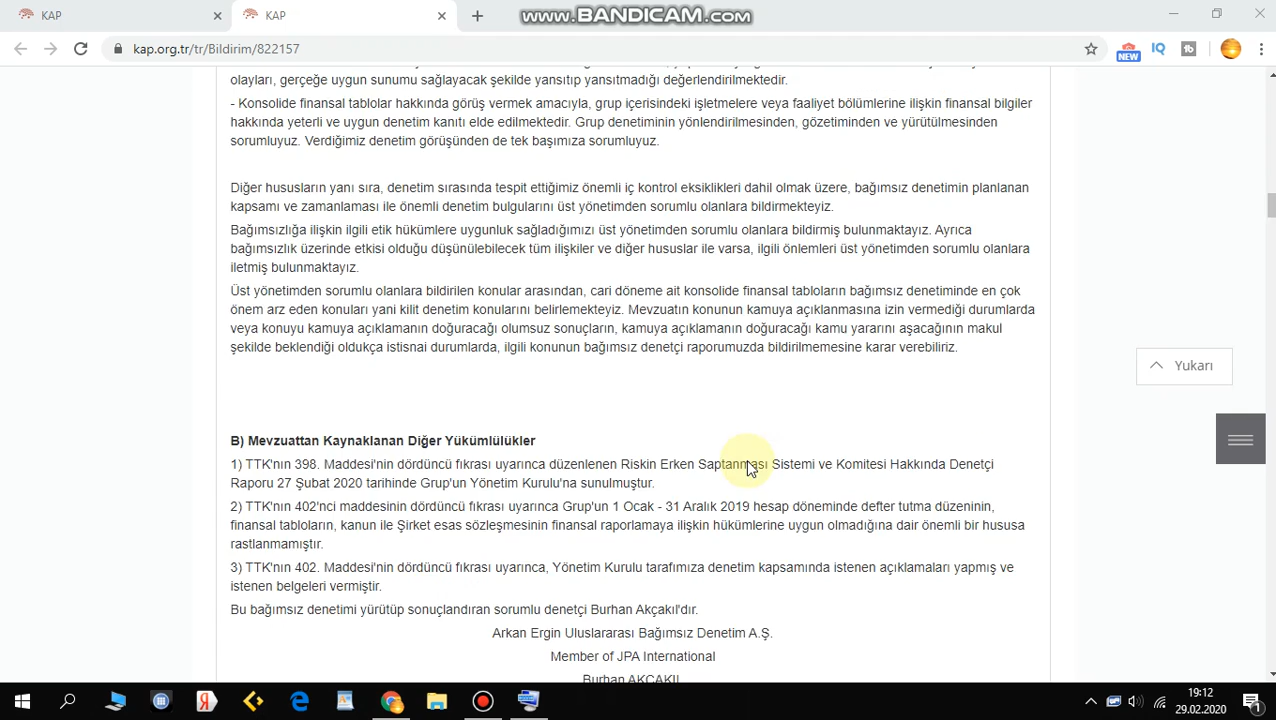 KAP
KAP
www.BANDICAM.com
kap.org.tr/tr/Bildirim/822157
NEW
IQ
olayları, gerçeğe uygun sunumu sağlayacak şekilde yansıtıp yansıtmadığı değerlendirilmektedir.
- Konsolide finansal tablolar hakkında görüş vermek amacıyla, grup içerisindeki işletmelere veya faaliyet bölümlerine ilişkin finansal bilgiler
hakkında yeterli ve uygun denetim kanıtı elde edilmektedir. Grup denetiminin yönlendirilmesinden, gözetiminden ve yürütülmesinden
sorumluyuz. Verdiğimiz denetim görüşünden de tek başımıza sorumluyuz.
Diğer hususların yanı sıra, denetim sırasında tespit ettiğimiz önemli iç kontrol eksiklikleri dahil olmak üzere, bağımsız denetimin planlanan
kapsamı ve zamanlaması ile önemli denetim bulgularını üst yönetimden sorumlu olanlara bildirmekteyiz.
Bağımsızlığa ilişkin ilgili etik hükümlere uygunluk sağladığımızı üst yönetimden sorumlu olanlara bildirmiş bulunmaktayız. Ayrıca
bağımsızlık üzerinde etkisi olduğu düşünülebilecek tüm ilişkiler ve diğer hususlar ile varsa, ilgili önlemleri üst yönetimden sorumlu olanlara
iletmiş bulunmaktayız.
Üst yönetimden sorumlu olanlara bildirilen konular arasından, cari döneme ait konsolide finansal tabloların bağımsız denetiminde en çok
önem arz eden konuları yani kilit denetim konularını belirlemekteyiz. Mevzuatın konunun kamuya açıklanmasına izin vermediği durumlarda
veya konuyu kamuya açıklamanın doğuracağı olumsuz sonuçların, kamuya açıklamanın doğuracağı kamu yararını aşacağının makul
şekilde beklendiği oldukça istisnai durumlarda, ilgili konunun bağımsız denetçi raporumuzda bildirilmemesine karar verebiliriz.
Yukarı
B) Mevzuattan Kaynaklanan Diğer Yükümlülükler
1) TTK'nın 398. Maddesi'nin dördüncü fıkrası uyarınca düzenlenen Riskin Erken Saptanması Sistemi ve Komitesi Hakkında Denetçi
Raporu 27 Şubat 2020 tarihinde Grup'un Yönetim Kurulu'na sunulmuştur.
2) TTK'nın 402'nci maddesinin dördüncü fıkrası uyarınca Grup'un 1 Ocak - 31 Aralık 2019 hesap döneminde defter tutma düzeninin,
finansal tabloların, kanun ile Şirket esas sözleşmesinin finansal raporlamaya ilişkin hükümlerine uygun olmadığına dair önemli bir hususa
rastlanmamıştır.
3) TTK'nın 402. Maddesi'nin dördüncü fıkrası uyarınca, Yönetim Kurulu tarafımıza denetim kapsamında istenen açıklamaları yapmış ve
istenen belgeleri vermiştir.
Bu bağımsız denetimi yürütüp sonuçlandıran sorumlu denetçi Burhan Akçakıl'dır.
Arkan Ergin Uluslararası Bağımsız Denetim A.Ş.
Member of JPA International
Burhan AKÇAKIL
19:12
29.02.2020
1